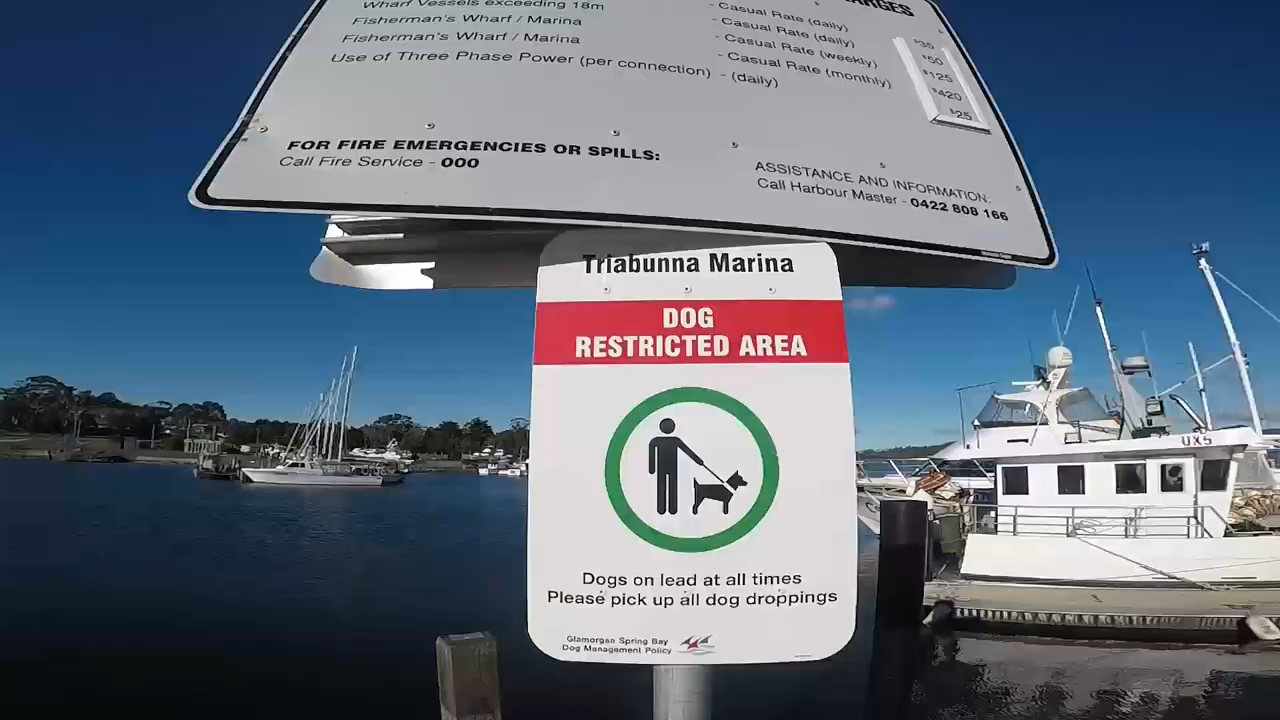 ARGES
Wharf Vessels exceeding 18m - Casual Rate (daily) $35
Fisherman's Wharf / Marina - Casual Rate (daily) $50
Fisherman's Wharf / Marina - Casual Rate (weekly) $125
- Casual Rate (monthly) $420
Use of Three Phase Power (per connection) - (daily) $25
FOR FIRE EMERGENCIES OR SPILLS:
Call Fire Service - 000
ASSISTANCE AND INFORMATION:
Call Harbour Master - 0422 808 166
Triabunna Marina
DOG
RESTRICTED AREA
Dogs on lead at all times
Please pick up all dog droppings
Glamorgan Spring Bay
Dog Management Policy
UX5